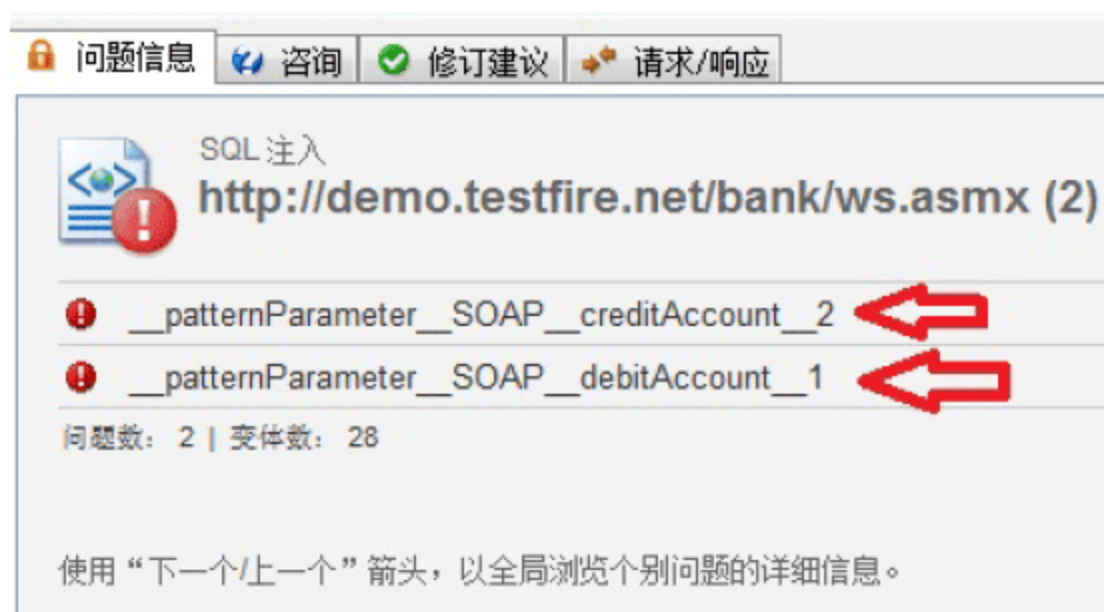 问题信息 咨询 修订建议 请求/响应
SQL 注入
http://demo.testfire.net/bank/ws.asmx (2)
__patternParameter__SOAP__creditAccount__2
__patternParameter__SOAP__debitAccount__1
问题数： 2 | 变体数： 28
使用“下一个/上一个”箭头，以全局浏览个别问题的详细信息。